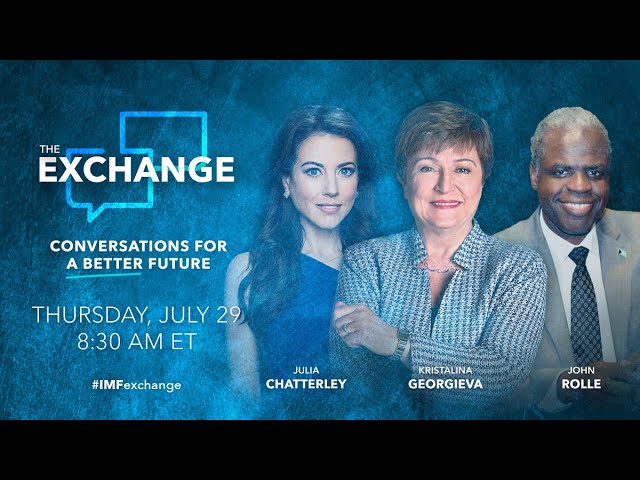 THE
EXCHANGE
CONVERSATIONS FOR
A BETTER FUTURE
THURSDAY, JULY 29
8:30 AM ET
#IMFexchange
JULIA
CHATTERLEY
KRISTALINA
GEORGIEVA
JOHN
ROLLE